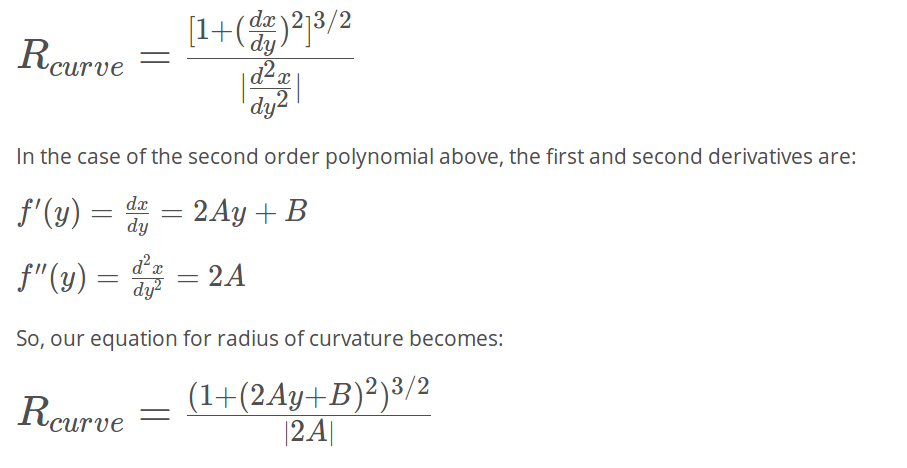 R_{curve} = \frac{[1+(\frac{dx}{dy})^2]^{3/2}}{|\frac{d^2x}{dy^2}|}
In the case of the second order polynomial above, the first and second derivatives are:
f'(y) = \frac{dx}{dy} = 2Ay + B
f''(y) = \frac{d^2x}{dy^2} = 2A
So, our equation for radius of curvature becomes:
R_{curve} = \frac{(1+(2Ay+B)^2)^{3/2}}{|2A|}